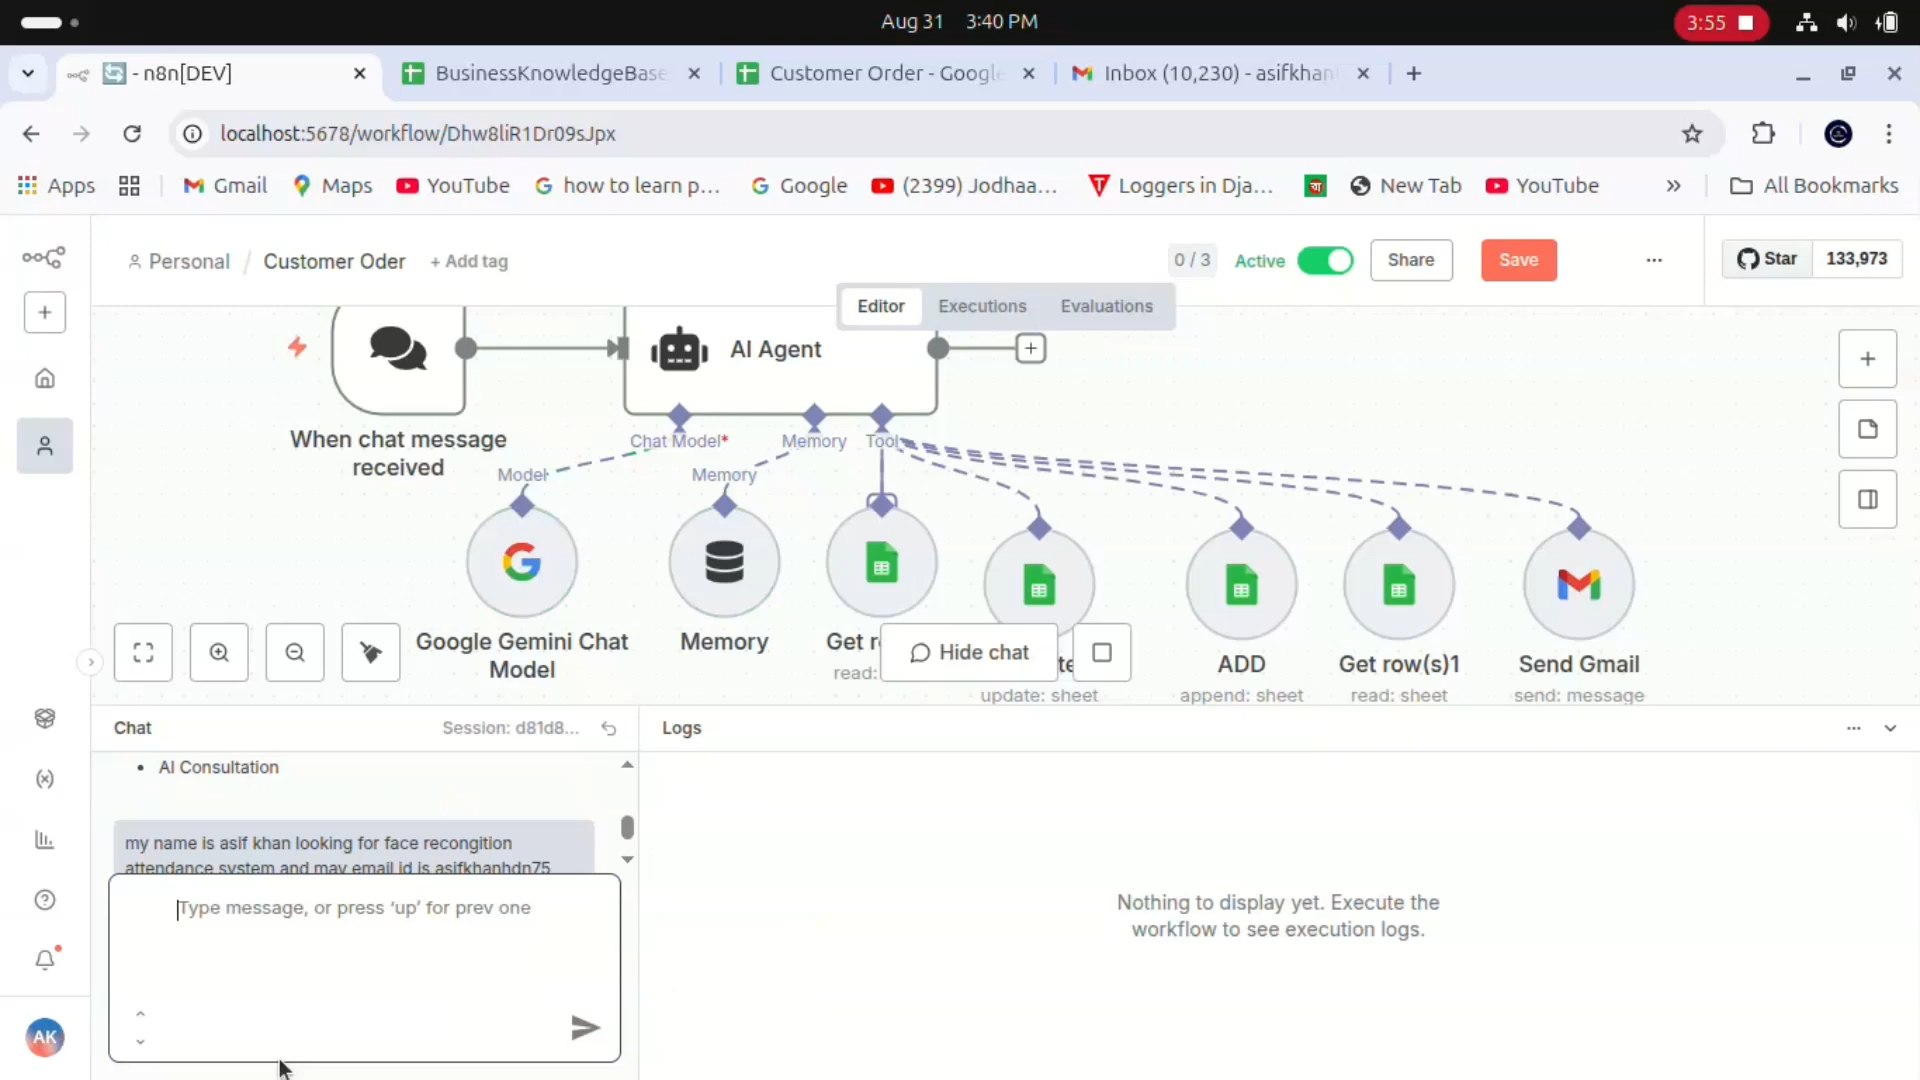 Aug 31 3:40 PM
3:55
- n8n[DEV]
BusinessKnowledgeBase
Customer Order - Google
Inbox (10,230) - asifkhan
localhost:5678/workflow/Dhw8liR1Dr09sJpx
Apps
Gmail
Maps
YouTube
how to learn p...
Google
(2399) Jodhaa...
Loggers in Dja...
New Tab
YouTube
»
All Bookmarks
Personal / Customer Oder + Add tag
0 / 3
Active
Share
Save
...
Star 133,973
Editor Executions Evaluations
AI Agent
When chat message
received
Chat Model*
Memory
Tool
Model
Memory
Google Gemini Chat
Model
Memory
Get r
read:
Hide chat
te
update: sheet
ADD
append: sheet
Get row(s)1
read: sheet
Send Gmail
send: message
Chat
Session: d81d8...
Logs
...
• AI Consultation
my name is asif khan looking for face recongition
attendance system and may email id is asifkhanhdn75
Type message, or press ‘up’ for prev one
Nothing to display yet. Execute the
workflow to see execution logs.
AK